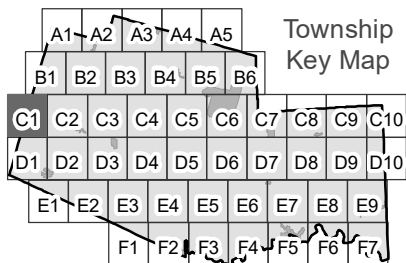 Township
Key Map
A1 A2 A3 A4 A5
B1 B2 B3 B4 B5 B6
C1 C2 C3 C4 C5 C6 C7 C8 C9 C10
D1 D2 D3 D4 D5 D6 D7 D8 D9 D10
E1 E2 E3 E4 E5 E6 E7 E8 E9
F1 F2 F3 F4 F5 F6 F7